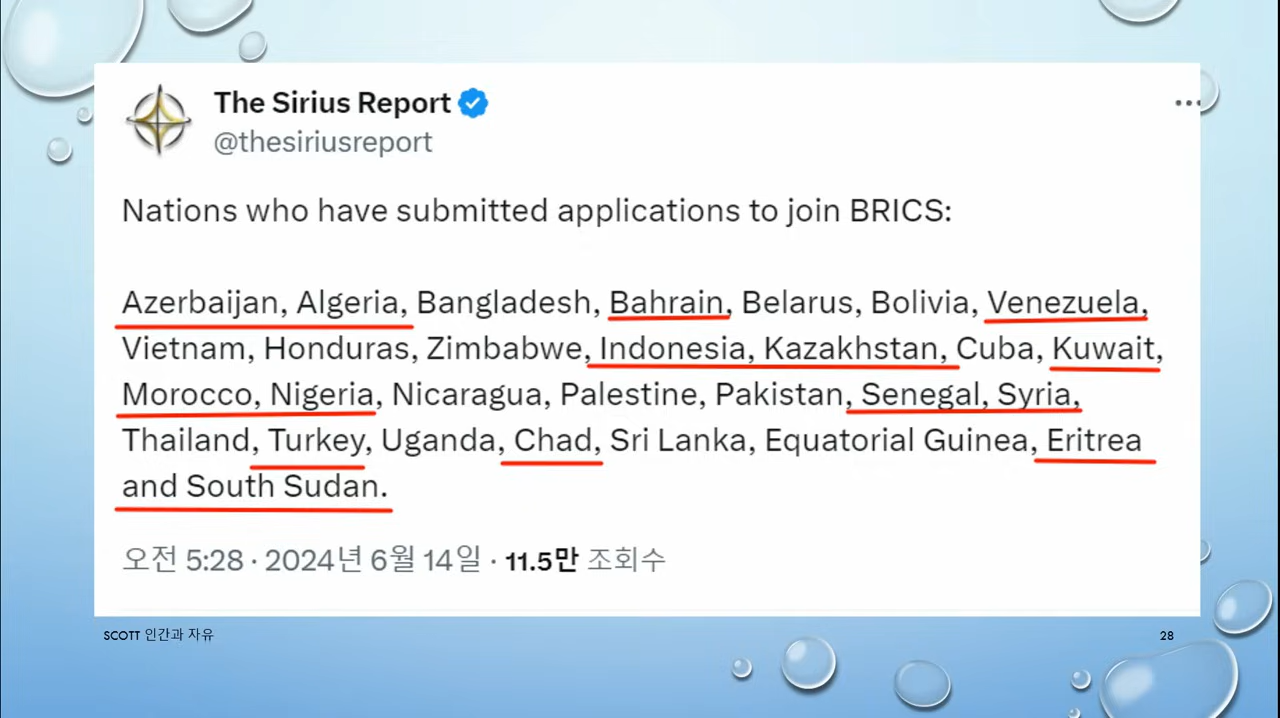 The Sirius Report
@thesiriusreport
Nations who have submitted applications to join BRICS:
Azerbaijan, Algeria, Bangladesh, Bahrain, Belarus, Bolivia, Venezuela,
Vietnam, Honduras, Zimbabwe, Indonesia, Kazakhstan, Cuba, Kuwait,
Morocco, Nigeria, Nicaragua, Palestine, Pakistan, Senegal, Syria,
Thailand, Turkey, Uganda, Chad, Sri Lanka, Equatorial Guinea, Eritrea
and South Sudan.
오전 5:28 · 2024년 6월 14일 · 11.5만 조회수
SCOTT 인간과 자유
28